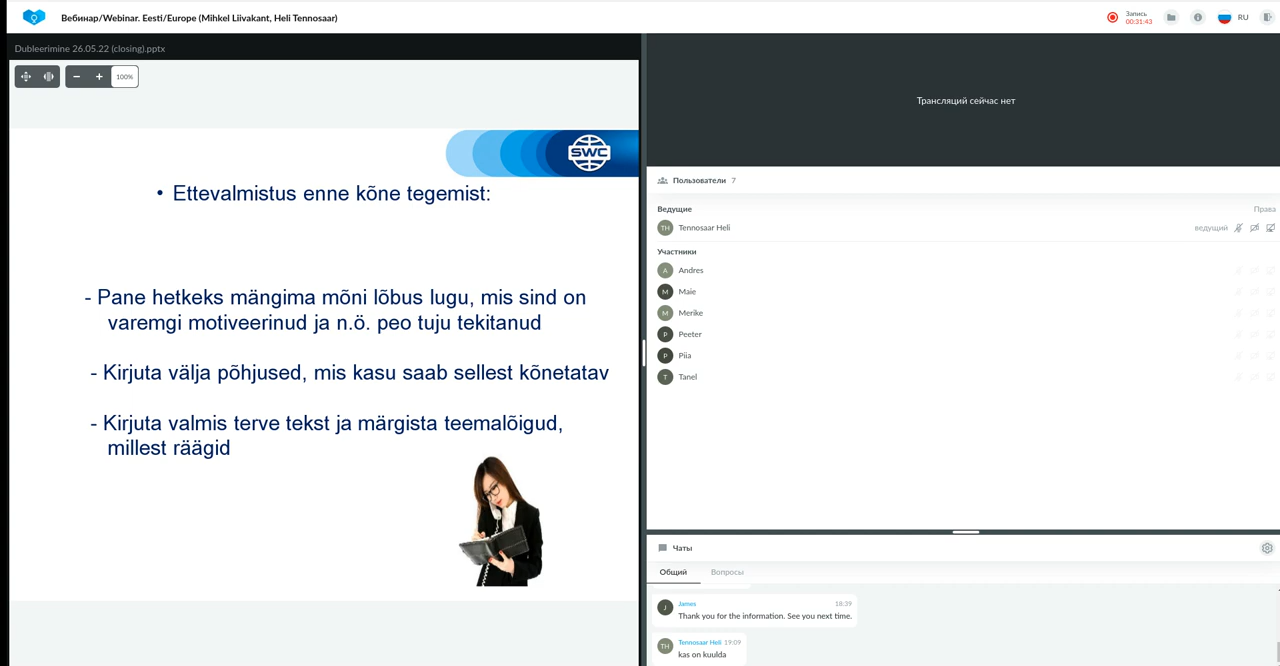 Вебинар/Webinar. Eesti/Europe (Mihkel Liivakant, Heli Tennosaar)
Запись
00:31:43
RU
Dubleerimine 26.05.22 (closing).pptx
100%
SWC
• Ettevalmistus enne kõne tegemist:
- Pane hetkeks mängima mõni lõbus lugu, mis sind on
varemgi motiveerinud ja n.ö. peo tuju tekitanud
- Kirjuta välja põhjused, mis kasu saab sellest kõnetatav
- Kirjuta valmis terve tekst ja märgista teemalõigud,
millest räägid
Трансляций сейчас нет
Пользователи 7
Ведущие Права
TH Tennosaar Heli ведущий
Участники
A Andres
M Maie
M Merike
P Peeter
P Piia
T Tanel
Чаты
Общий Вопросы
J James 18:39
Thank you for the information. See you next time.
TH Tennosaar Heli 19:09
kas on kuulda